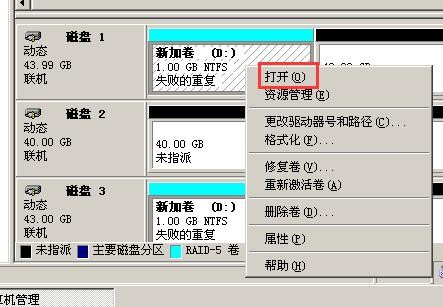 磁盘 1
动态
43.99 GB
联机
新加卷 (D:)
1.00 GB NTFS
失败的重复
磁盘 2
动态
40.00 GB
联机
40.00 GB
未指派
磁盘 3
动态
43.00 GB
联机
新加卷 (D:)
1.00 GB NTFS
失败的重复
打开(O)
资源管理(E)
更改驱动器号和路径(C)...
格式化(F)...
修复卷(V)...
重新激活卷(A)
删除卷(D)...
属性(P)
帮助(H)
未指派 主要磁盘分区 RAID-5 卷
机管理